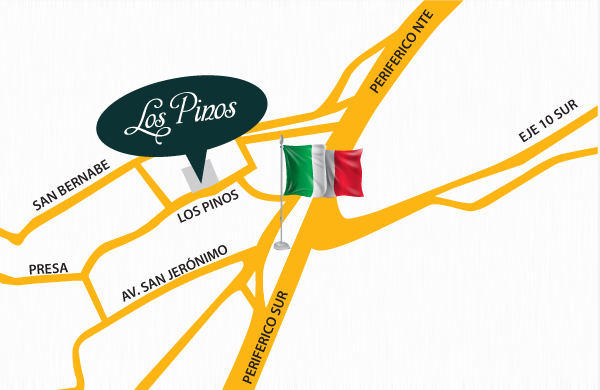 PERIFERICO NTE
Los Pinos
EJE 10 SUR
SAN BERNABE
LOS PINOS
PRESA
AV. SAN JERÓNIMO
PERIFERICO SUR